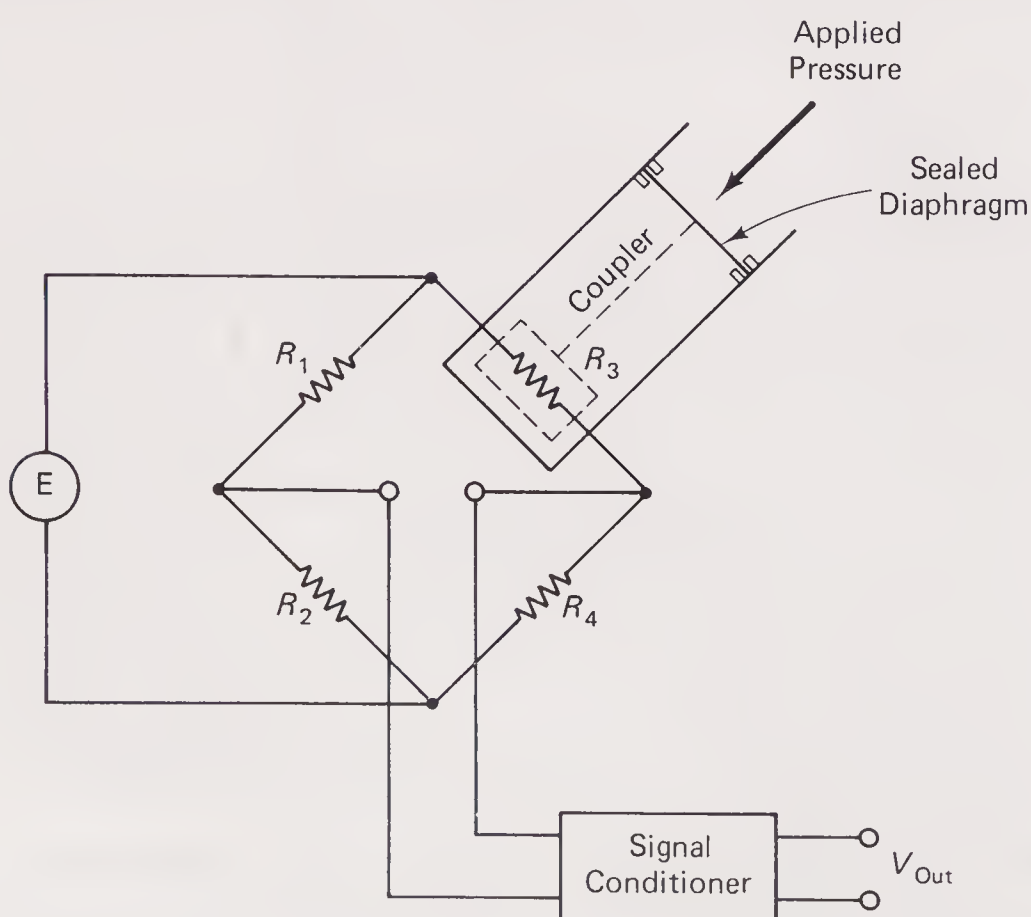 Applied
Pressure
Sealed
Diaphragm
Coupler
R1
R3
E
R2
R4
Signal
Conditioner
VOut